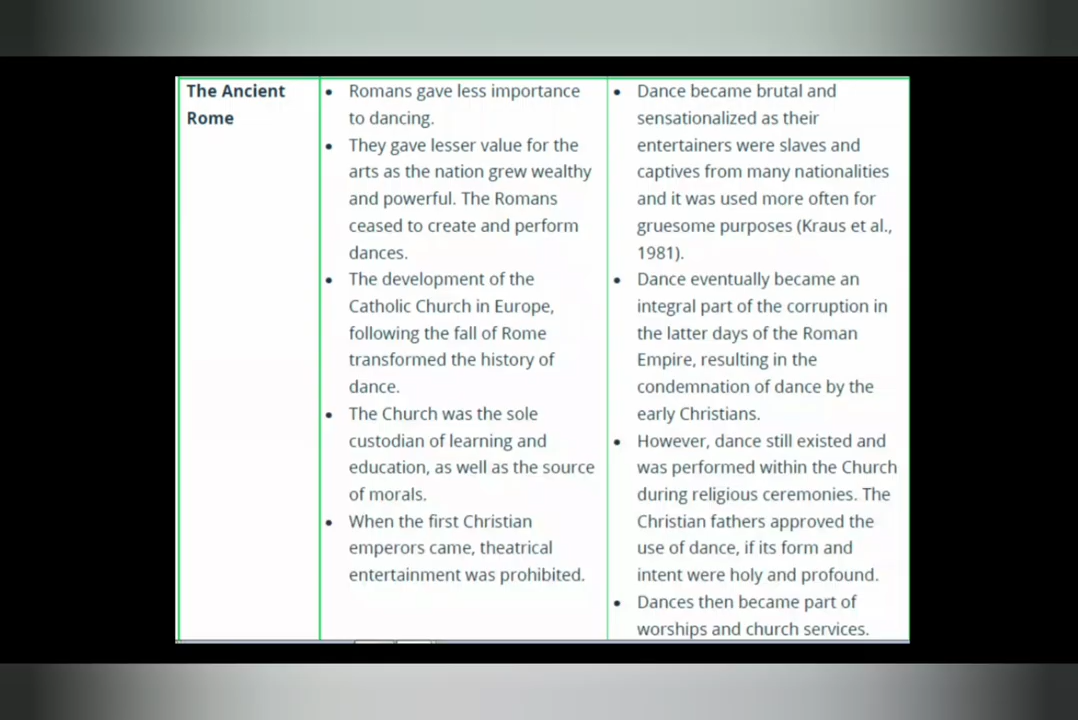 The Ancient
Rome
• Romans gave less importance
to dancing.
• They gave lesser value for the
arts as the nation grew wealthy
and powerful. The Romans
ceased to create and perform
dances.
• The development of the
Catholic Church in Europe,
following the fall of Rome
transformed the history of
dance.
• The Church was the sole
custodian of learning and
education, as well as the source
of morals.
• When the first Christian
emperors came, theatrical
entertainment was prohibited.
• Dance became brutal and
sensationalized as their
entertainers were slaves and
captives from many nationalities
and it was used more often for
gruesome purposes (Kraus et al.,
1981).
• Dance eventually became an
integral part of the corruption in
the latter days of the Roman
Empire, resulting in the
condemnation of dance by the
early Christians.
• However, dance still existed and
was performed within the Church
during religious ceremonies. The
Christian fathers approved the
use of dance, if its form and
intent were holy and profound.
• Dances then became part of
worships and church services.